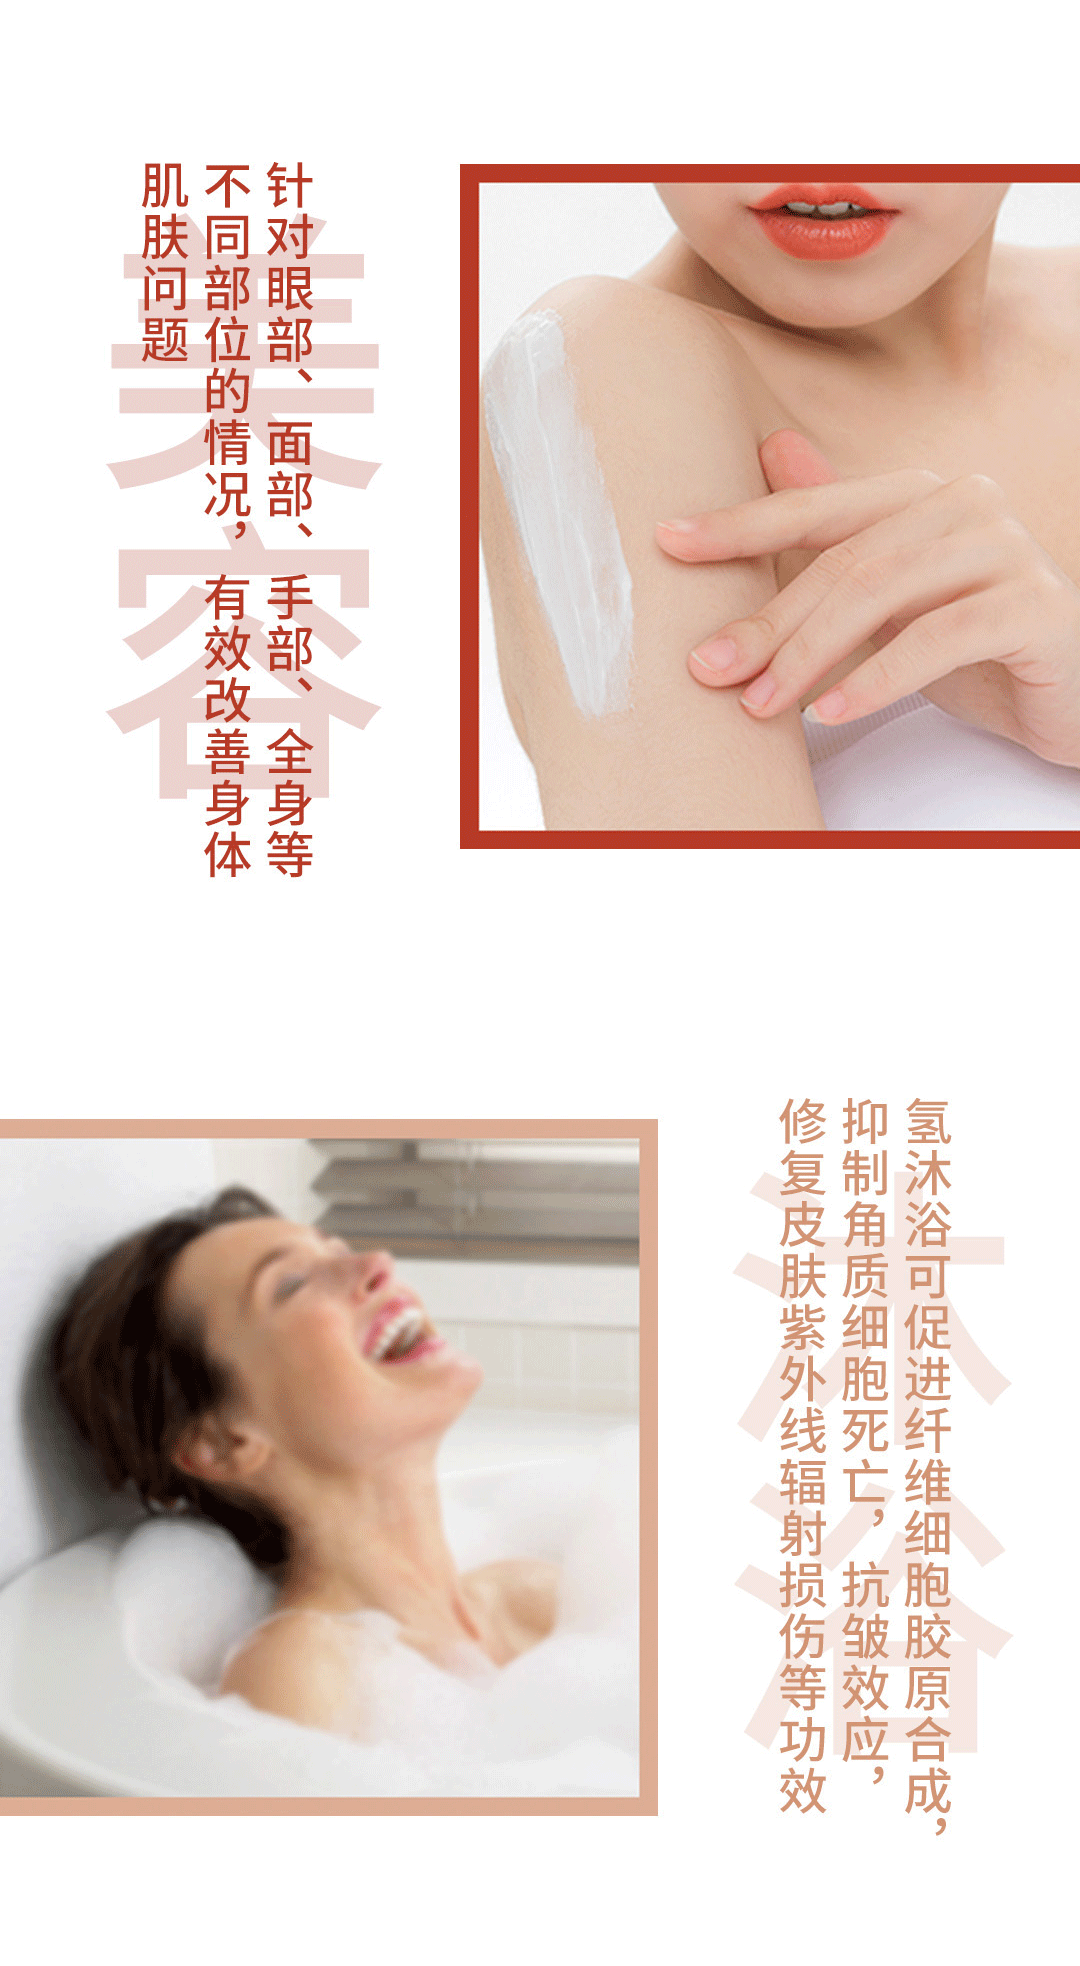 美容
针对眼部、面部、手部、全身等
不同部位的情况，有效改善身体
肌肤问题
沐浴
氢沐浴可促进纤维细胞胶原合成，
抑制角质细胞死亡，抗皱效应，
修复皮肤紫外线辐射损伤等功效